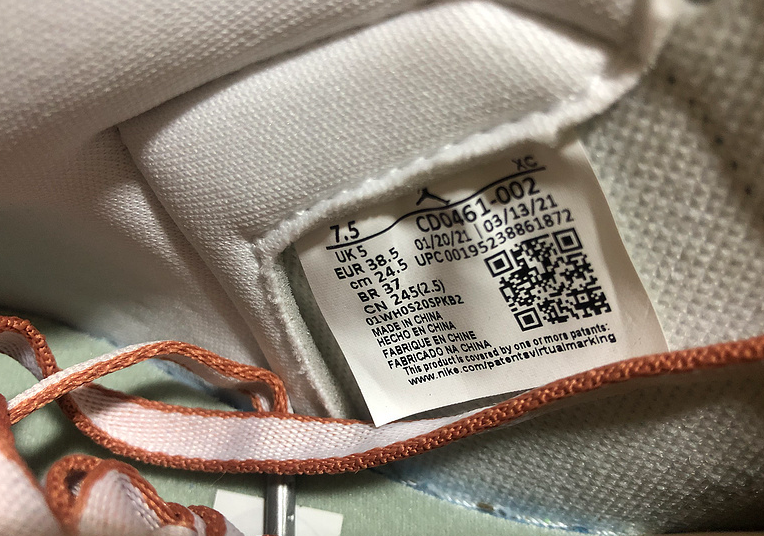 XC
7.5
CD0461-002
UK 5
01/20/21 | 03/13/21
EUR 38.5
UPC 00195238861872
cm 24.5
BR 37
CN 245(2.5)
01WH0S20SPKB2
MADE IN CHINA
HECHO EN CHINA
FABRIQUE EN CHINE
FABRICADO NA CHINA
This product is covered by one or more patents:
www.nike.com/patentsvirtualmarking